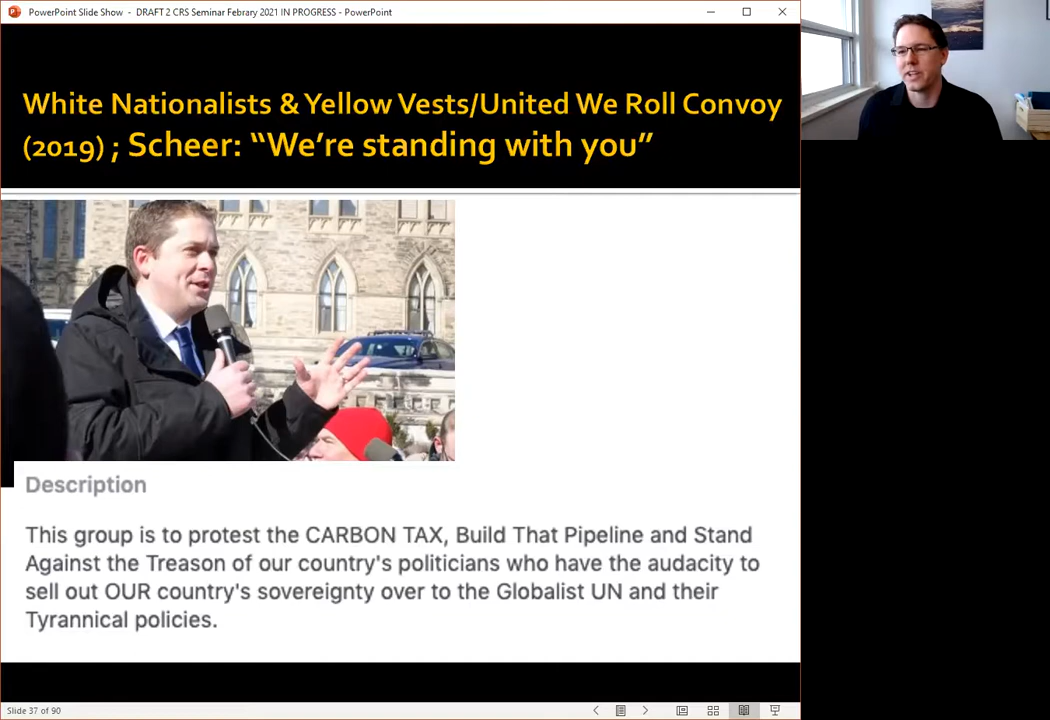 PowerPoint Slide Show - DRAFT 2 CRS Seminar Febrary 2021 IN PROGRESS - PowerPoint
White Nationalists & Yellow Vests/United We Roll Convoy
(2019) ; Scheer: “We’re standing with you”
Description
This group is to protest the CARBON TAX, Build That Pipeline and Stand
Against the Treason of our country's politicians who have the audacity to
sell out OUR country's sovereignty over to the Globalist UN and their
Tyrannical policies.
Slide 37 of 90